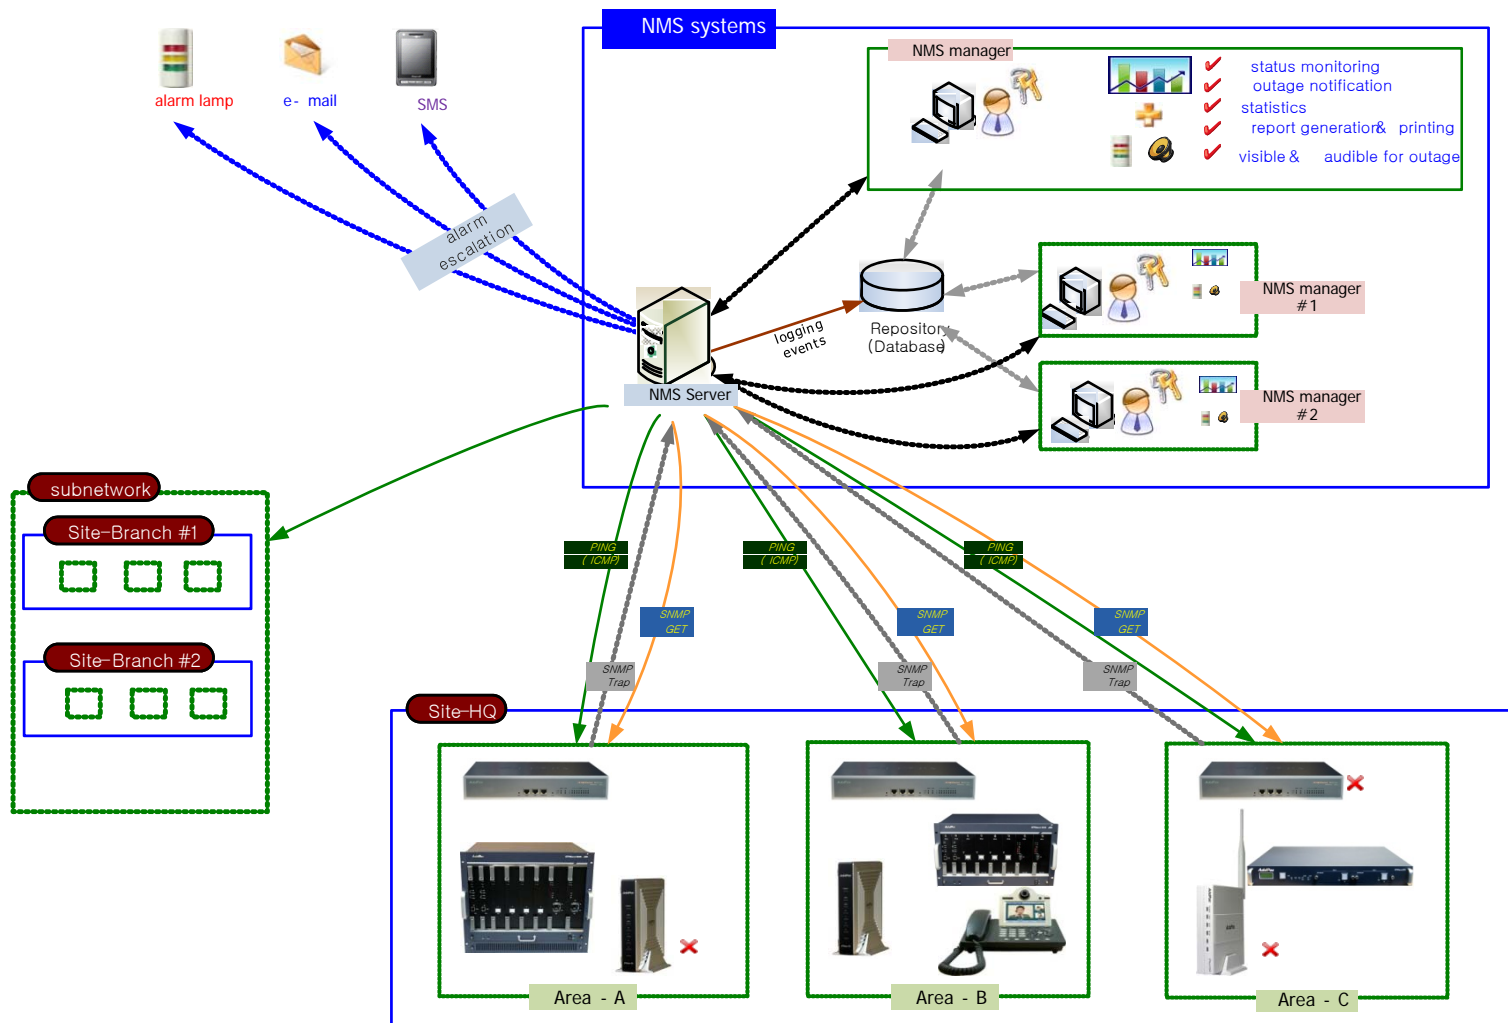 NMS systems
NMS manager
status monitoring
outage notification
statistics
report generation& printing
visible & audible for outage
alarm lamp
e- mail
SMS
alarm
escalation
NMS manager
#1
logging
events
Repository
(Database)
NMS Server
NMS manager
#2
subnetwork
Site-Branch #1
Site-Branch #2
PING
( ICMP)
PING
( ICMP)
PING
( ICMP)
SNMP
GET
SNMP
GET
SNMP
GET
SNMP
Trap
SNMP
Trap
SNMP
Trap
Site-HQ
Area - A
Area - B
Area - C